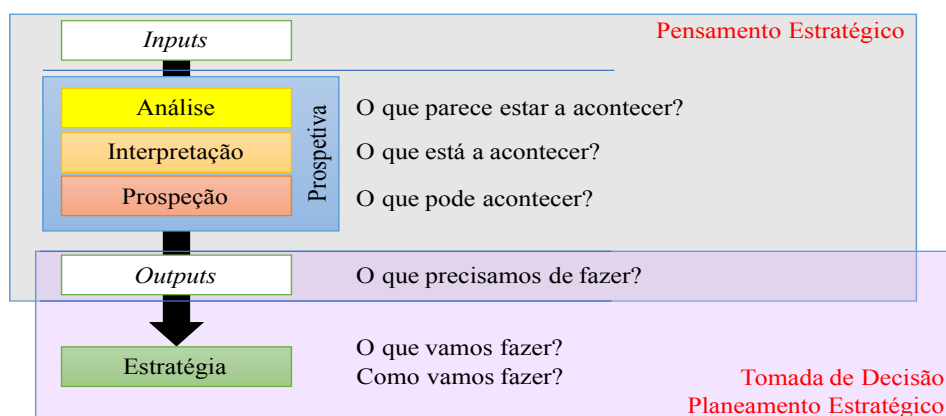 Pensamento Estratégico
Inputs
Prospetiva
Análise
O que parece estar a acontecer?
Interpretação
O que está a acontecer?
Prospeção
O que pode acontecer?
Outputs
O que precisamos de fazer?
Estratégia
O que vamos fazer?
Como vamos fazer?
Tomada de Decisão
Planeamento Estratégico